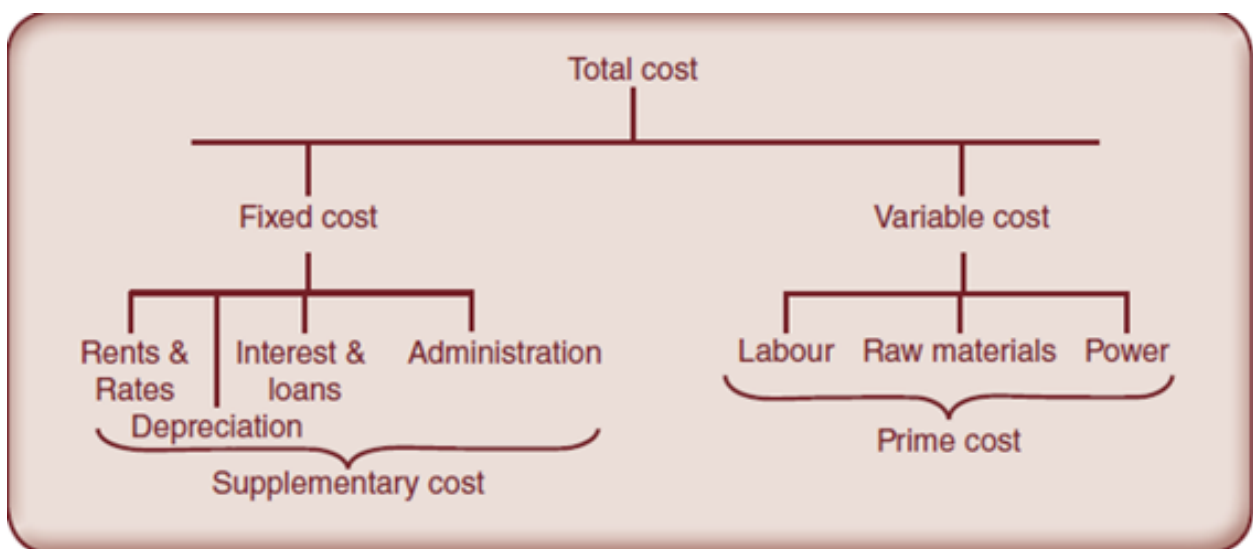 Total cost
Fixed cost
Variable cost
Rents & Rates
Interest & loans
Administration
Depreciation
Supplementary cost
Labour
Raw materials
Power
Prime cost